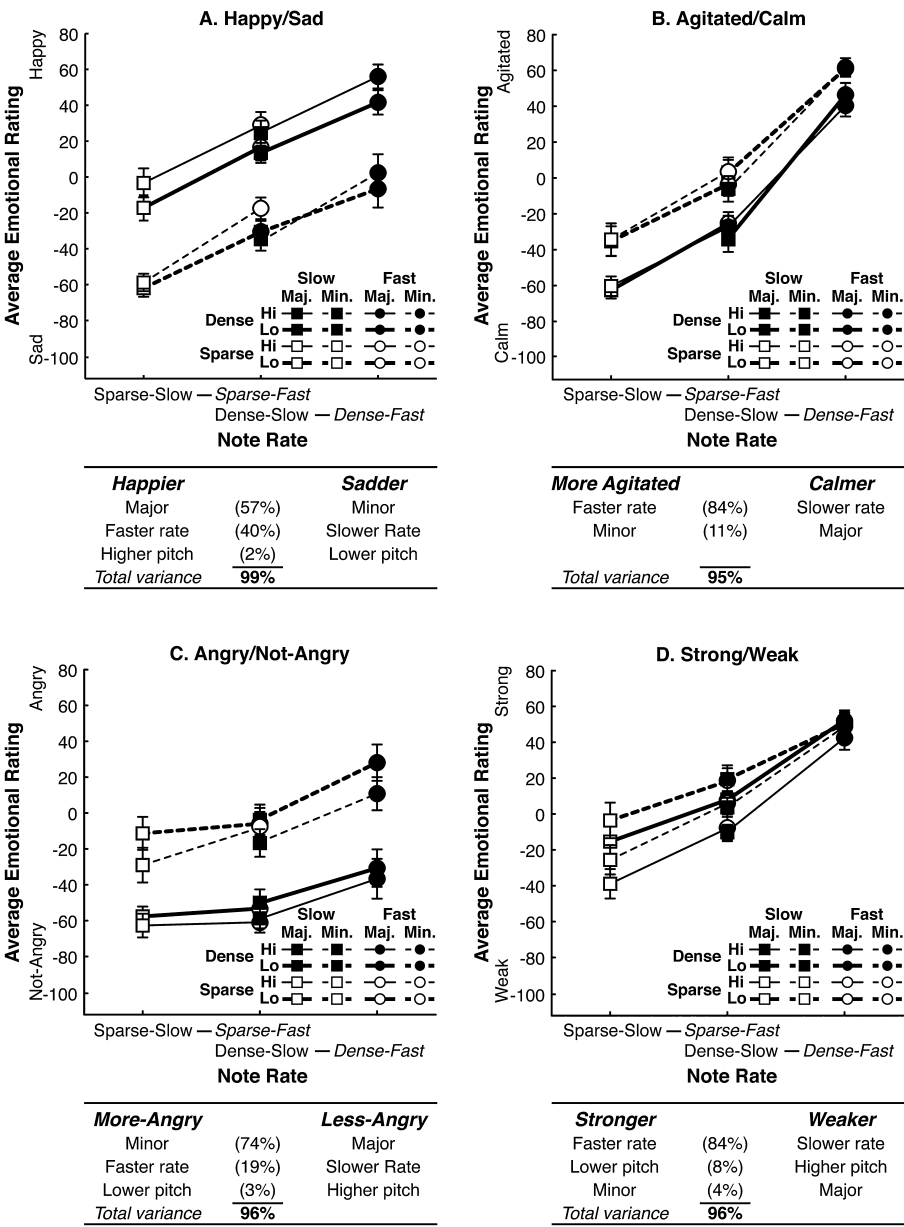 A. Happy/Sad
Average Emotional Rating
Happy
Sad
80
60
40
20
0
-20
-40
-60
-80
-100
Slow Fast
Maj. Min. Maj. Min.
Dense Hi
Lo
Sparse Hi
Lo
Sparse-Slow — Sparse-Fast
Dense-Slow — Dense-Fast
Note Rate
Happier Sadder
Major (57%) Minor
Faster rate (40%) Slower Rate
Higher pitch (2%) Lower pitch
Total variance 99%
B. Agitated/Calm
Average Emotional Rating
Agitated
Calm
80
60
40
20
0
-20
-40
-60
-80
-100
Slow Fast
Maj. Min. Maj. Min.
Dense Hi
Lo
Sparse Hi
Lo
Sparse-Slow — Sparse-Fast
Dense-Slow — Dense-Fast
Note Rate
More Agitated Calmer
Faster rate (84%) Slower rate
Minor (11%) Major
Total variance 95%
C. Angry/Not-Angry
Average Emotional Rating
Angry
Not-Angry
80
60
40
20
0
-20
-40
-60
-80
-100
Slow Fast
Maj. Min. Maj. Min.
Dense Hi
Lo
Sparse Hi
Lo
Sparse-Slow — Sparse-Fast
Dense-Slow — Dense-Fast
Note Rate
More-Angry Less-Angry
Minor (74%) Major
Faster rate (19%) Slower Rate
Lower pitch (3%) Higher pitch
Total variance 96%
D. Strong/Weak
Average Emotional Rating
Strong
Weak
80
60
40
20
0
-20
-40
-60
-80
-100
Slow Fast
Maj. Min. Maj. Min.
Dense Hi
Lo
Sparse Hi
Lo
Sparse-Slow — Sparse-Fast
Dense-Slow — Dense-Fast
Note Rate
Stronger Weaker
Faster rate (84%) Slower rate
Lower pitch (8%) Higher pitch
Minor (4%) Major
Total variance 96%